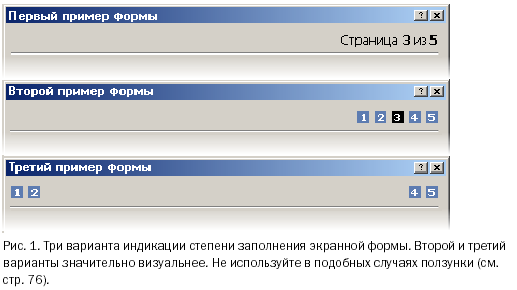 Первый пример формы
Страница 3 из 5
Второй пример формы
1 2 3 4 5
Третий пример формы
1 2 4 5
Рис. 1. Три варианта индикации степени заполнения экранной формы. Второй и третий
варианты значительно визуальнее. Не используйте в подобных случаях ползунки (см.
стр. 76).